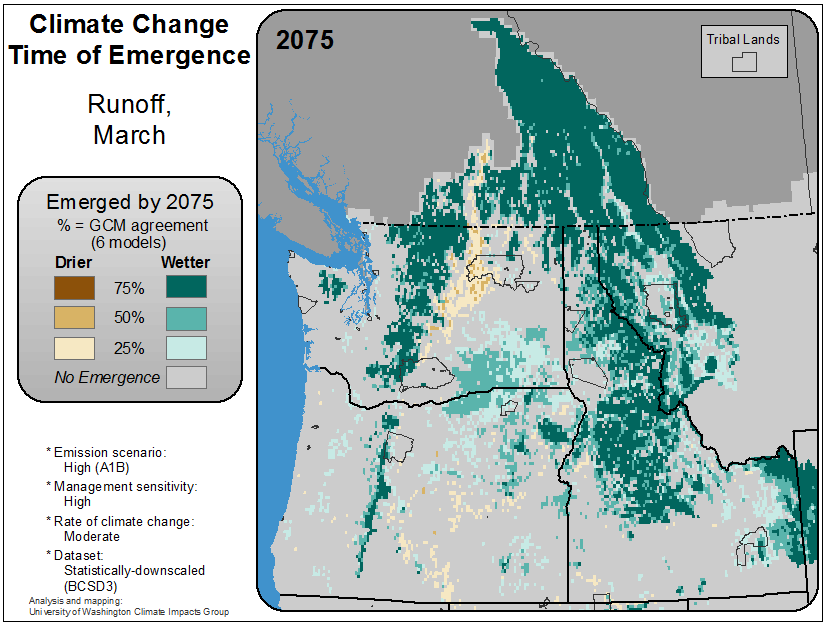 Climate Change
Time of Emergence
Runoff,
March
Emerged by 2075
% = GCM agreement
(6 models)
Drier Wetter
75%
50%
25%
No Emergence
* Emission scenario:
High (A1B)
* Management sensitivity:
High
* Rate of climate change:
Moderate
* Dataset:
Statistically-downscaled
(BCSD3)
Analysis and mapping:
University of Washington Climate Impacts Group
2075
Tribal Lands